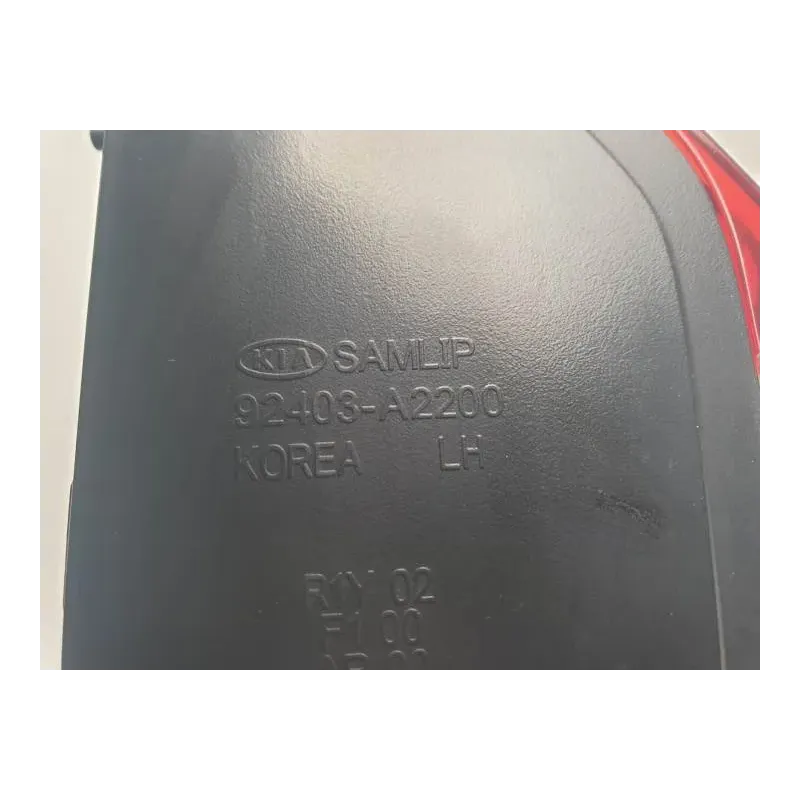 KIA SAMLIP
92403-A2200
KOREA LH
R1Y 02
F1 00